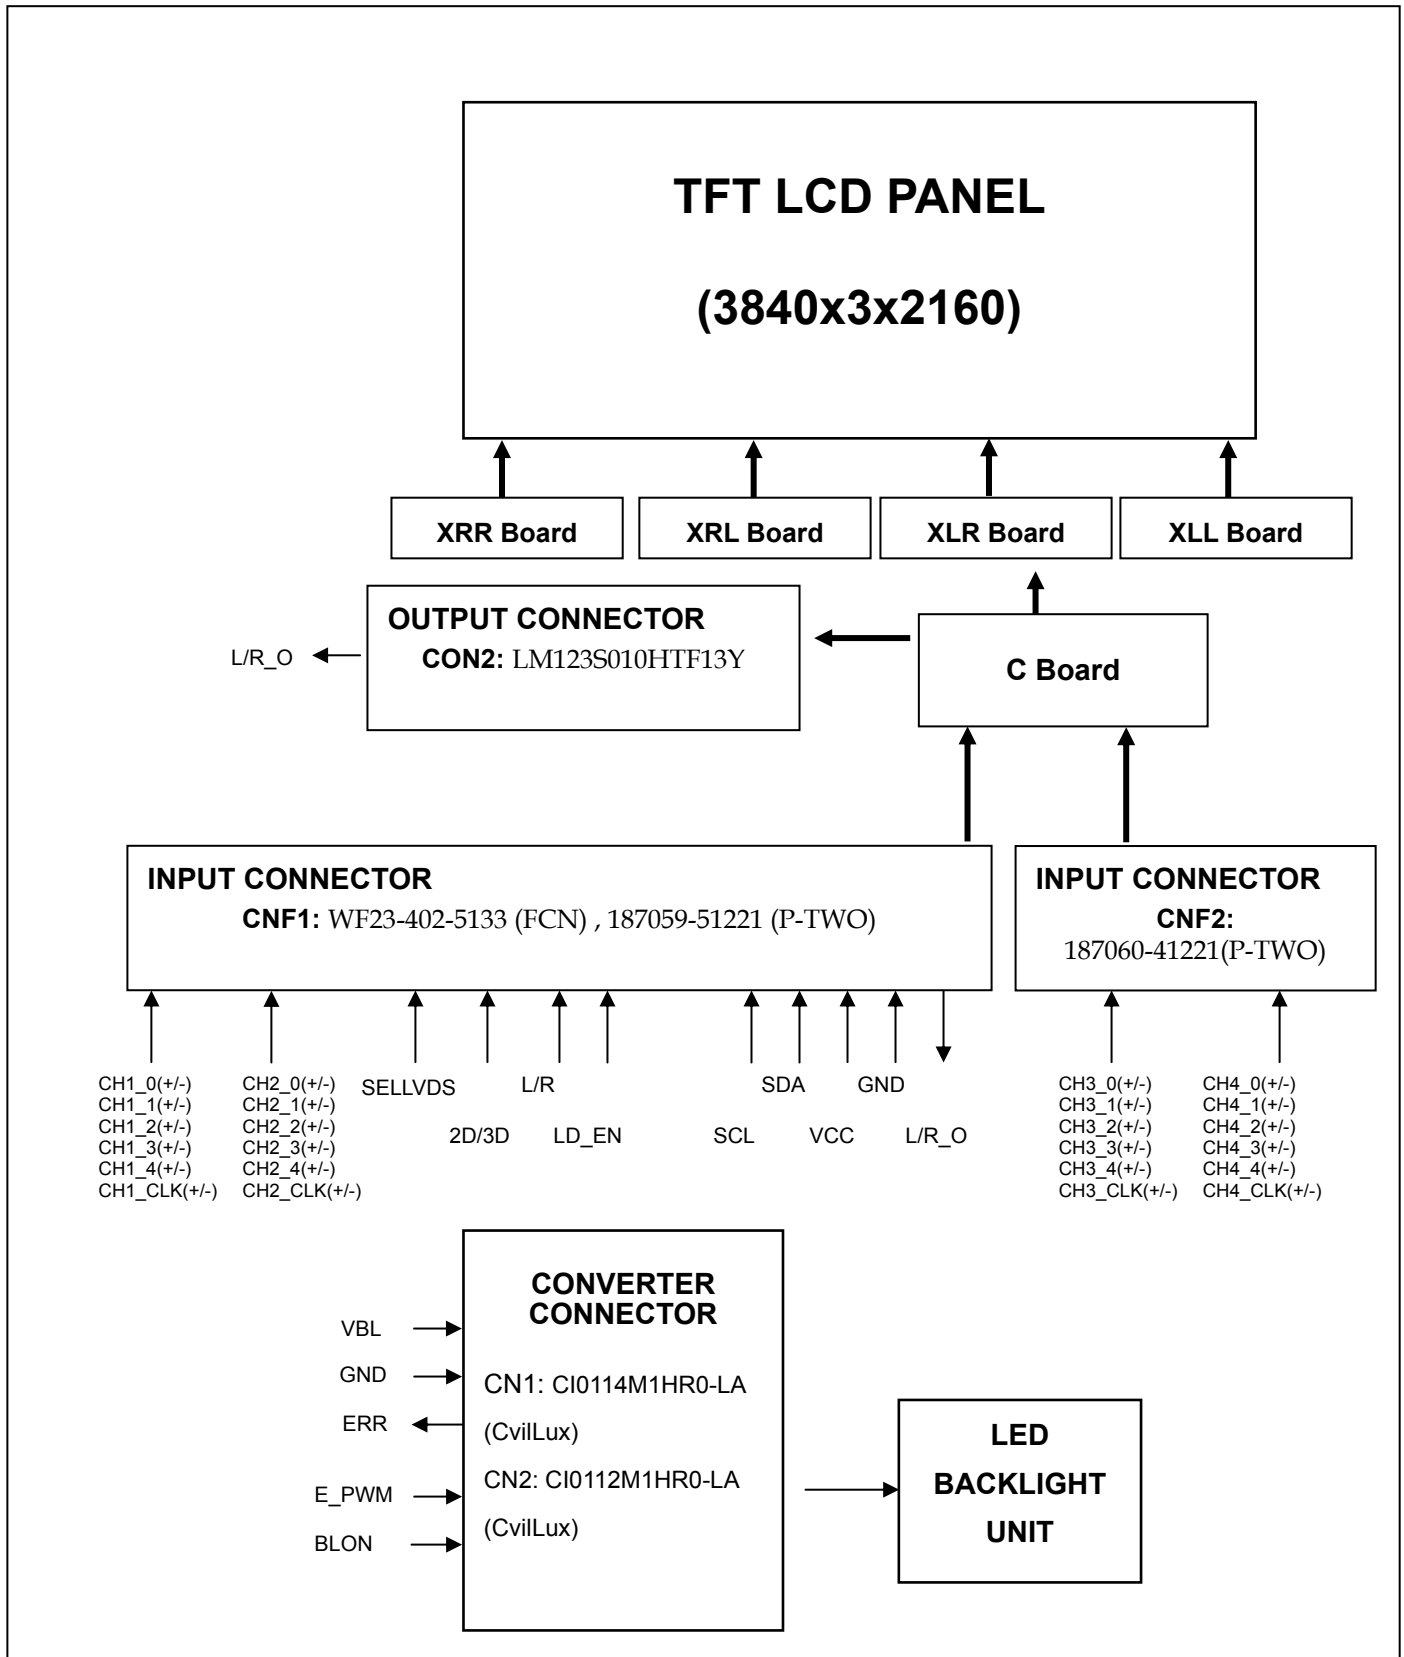 TFT LCD PANEL
(3840x3x2160)
XRR Board
XRL Board
XLR Board
XLL Board
OUTPUT CONNECTOR
CON2: LM123S010HTF13Y
L/R_O
C Board
INPUT CONNECTOR
CNF1: WF23-402-5133 (FCN) , 187059-51221 (P-TWO)
INPUT CONNECTOR
CNF2:
187060-41221(P-TWO)
CH1_0(+/-)
CH1_1(+/-)
CH1_2(+/-)
CH1_3(+/-)
CH1_4(+/-)
CH1_CLK(+/-)
CH2_0(+/-)
CH2_1(+/-)
CH2_2(+/-)
CH2_3(+/-)
CH2_4(+/-)
CH2_CLK(+/-)
SELLVDS
2D/3D
L/R
LD_EN
SCL
SDA
VCC
GND
L/R_O
CH3_0(+/-)
CH3_1(+/-)
CH3_2(+/-)
CH3_3(+/-)
CH3_4(+/-)
CH3_CLK(+/-)
CH4_0(+/-)
CH4_1(+/-)
CH4_2(+/-)
CH4_3(+/-)
CH4_4(+/-)
CH4_CLK(+/-)
CONVERTER
CONNECTOR
CN1: CI0114M1HR0-LA
(CvilLux)
CN2: CI0112M1HR0-LA
(CvilLux)
VBL
GND
ERR
E_PWM
BLON
LED
BACKLIGHT
UNIT